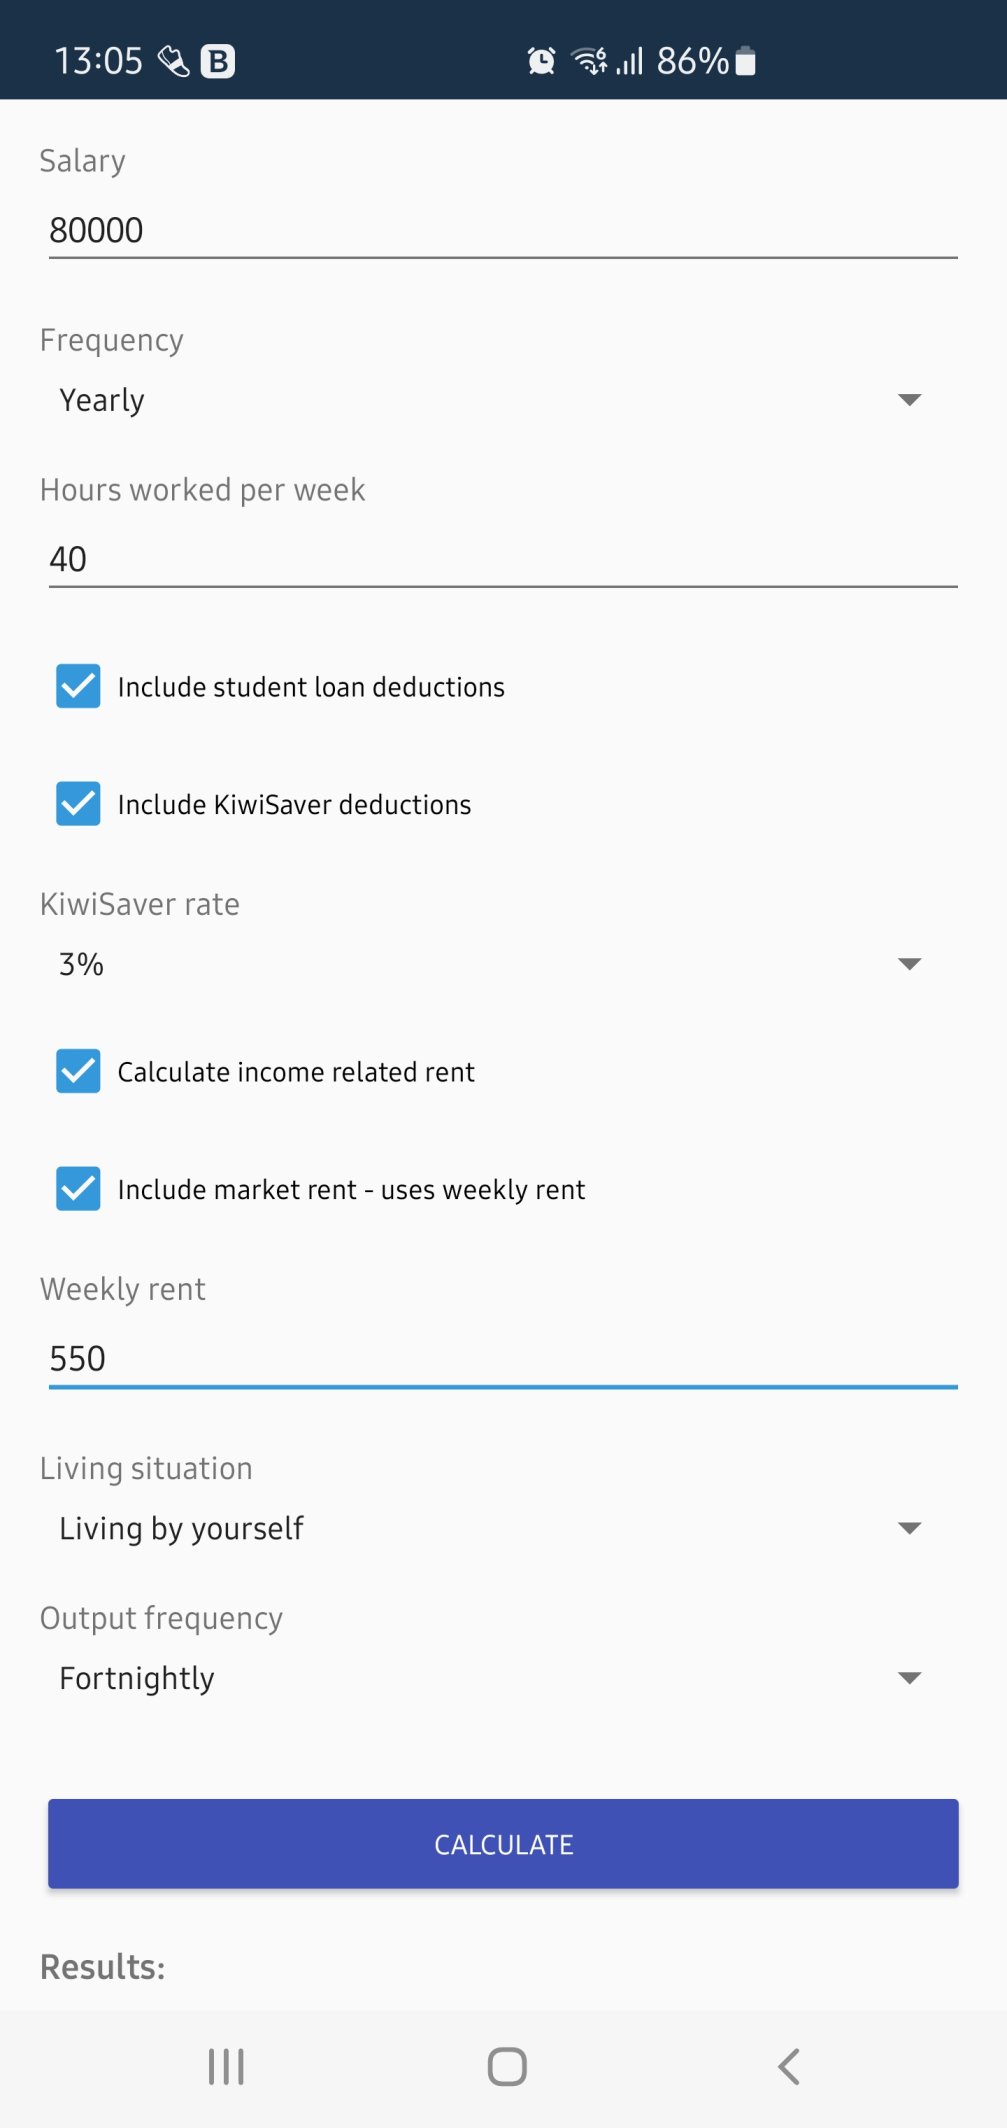 13:05 B 86%
Salary
80000
Frequency
Yearly
Hours worked per week
40
Include student loan deductions
Include KiwiSaver deductions
KiwiSaver rate
3%
Calculate income related rent
Include market rent - uses weekly rent
Weekly rent
550
Living situation
Living by yourself
Output frequency
Fortnightly
CALCULATE
Results: